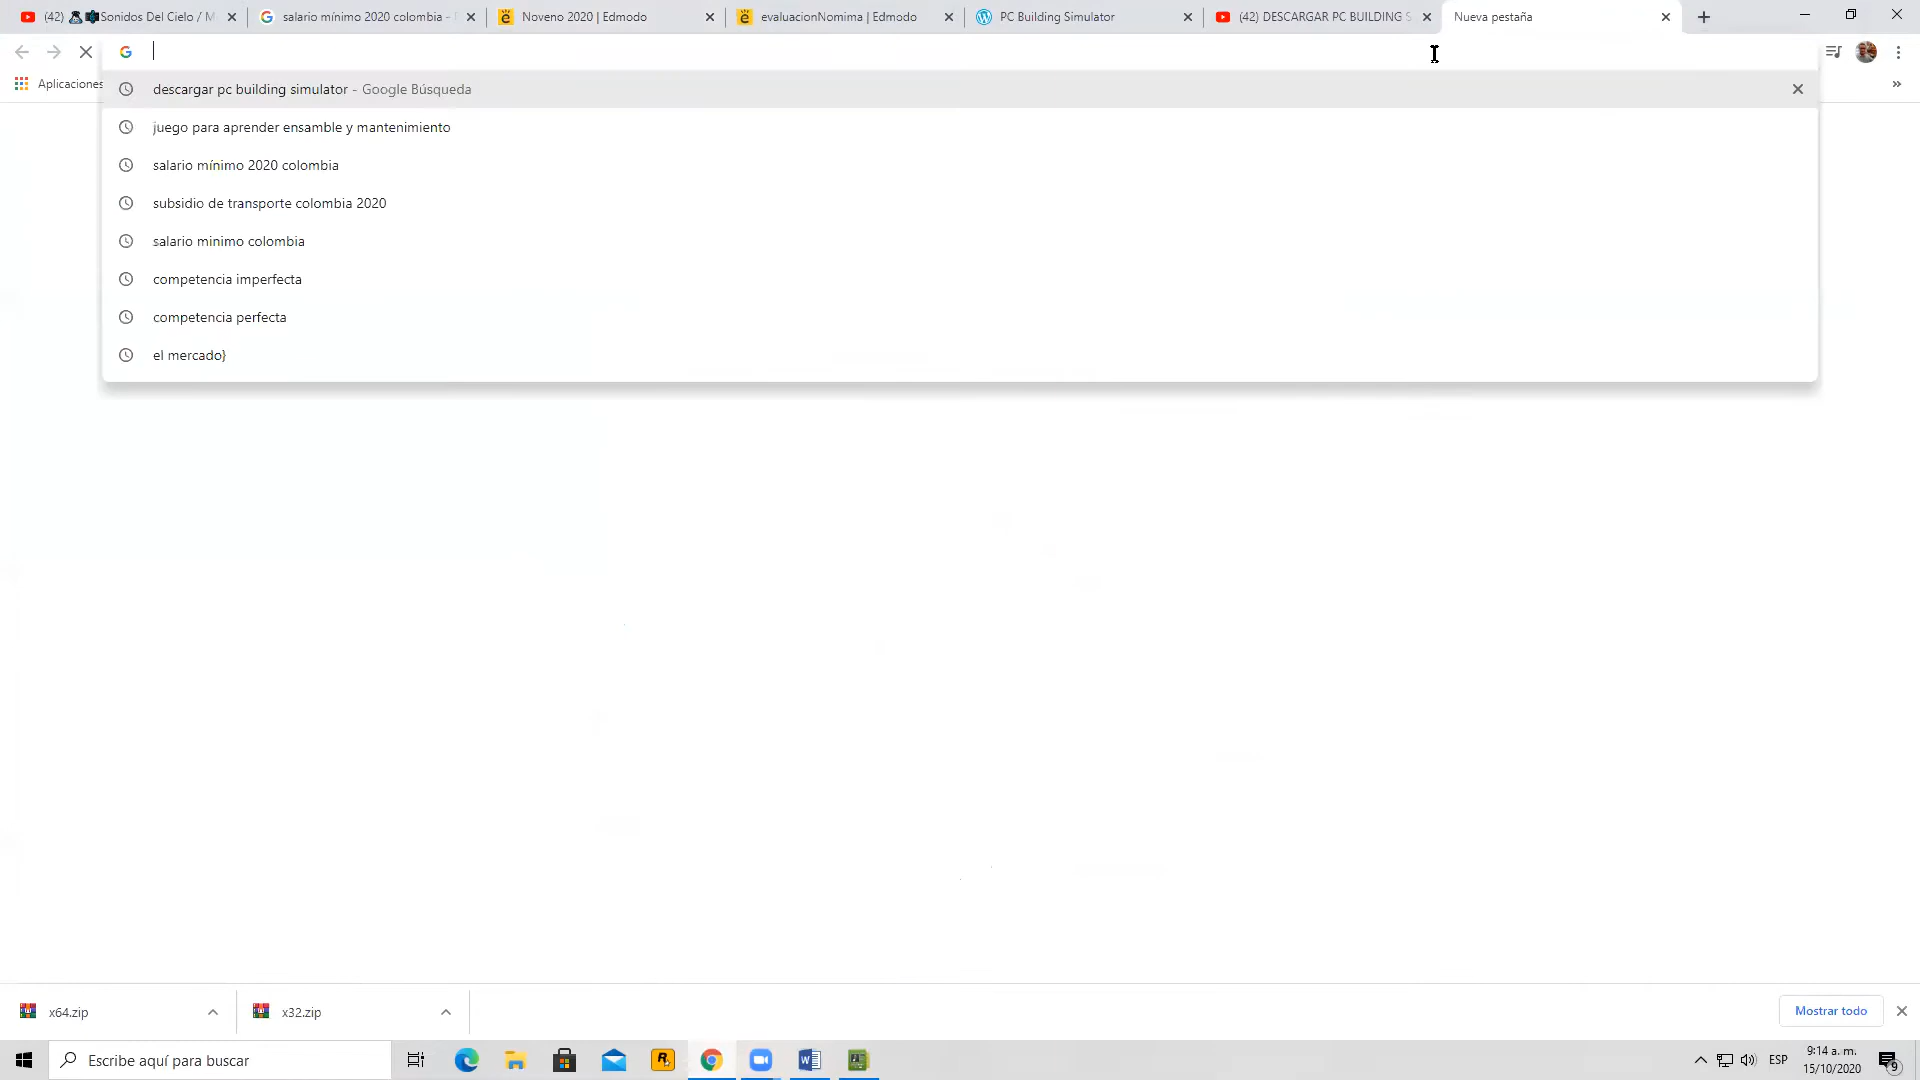 (42) Sonidos Del Cielo / M
salario mínimo 2020 colombia -
Noveno 2020 | Edmodo
evaluacionNomima | Edmodo
PC Building Simulator
(42) DESCARGAR PC BUILDING S
Nueva pestaña
Aplicaciones
descargar pc building simulator - Google Búsqueda
juego para aprender ensamble y mantenimiento
salario mínimo 2020 colombia
subsidio de transporte colombia 2020
salario minimo colombia
competencia imperfecta
competencia perfecta
el mercado}
x64.zip
x32.zip
Mostrar todo
Escribe aquí para buscar
ESP
9:14 a. m.
15/10/2020
9